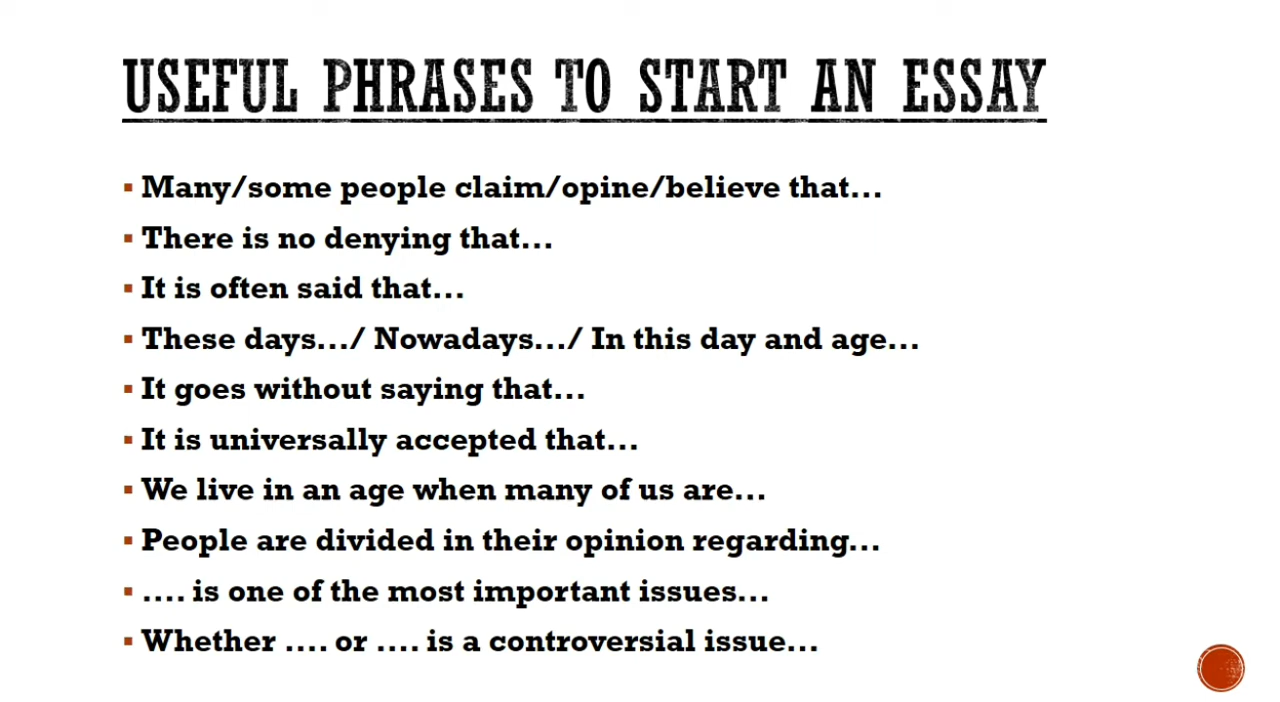 USEFUL PHRASES TO START AN ESSAY
▪ Many/some people claim/opine/believe that...
▪ There is no denying that...
▪ It is often said that...
▪ These days.../ Nowadays.../ In this day and age...
▪ It goes without saying that...
▪ It is universally accepted that...
▪ We live in an age when many of us are...
▪ People are divided in their opinion regarding...
▪ .... is one of the most important issues...
▪ Whether .... or .... is a controversial issue...